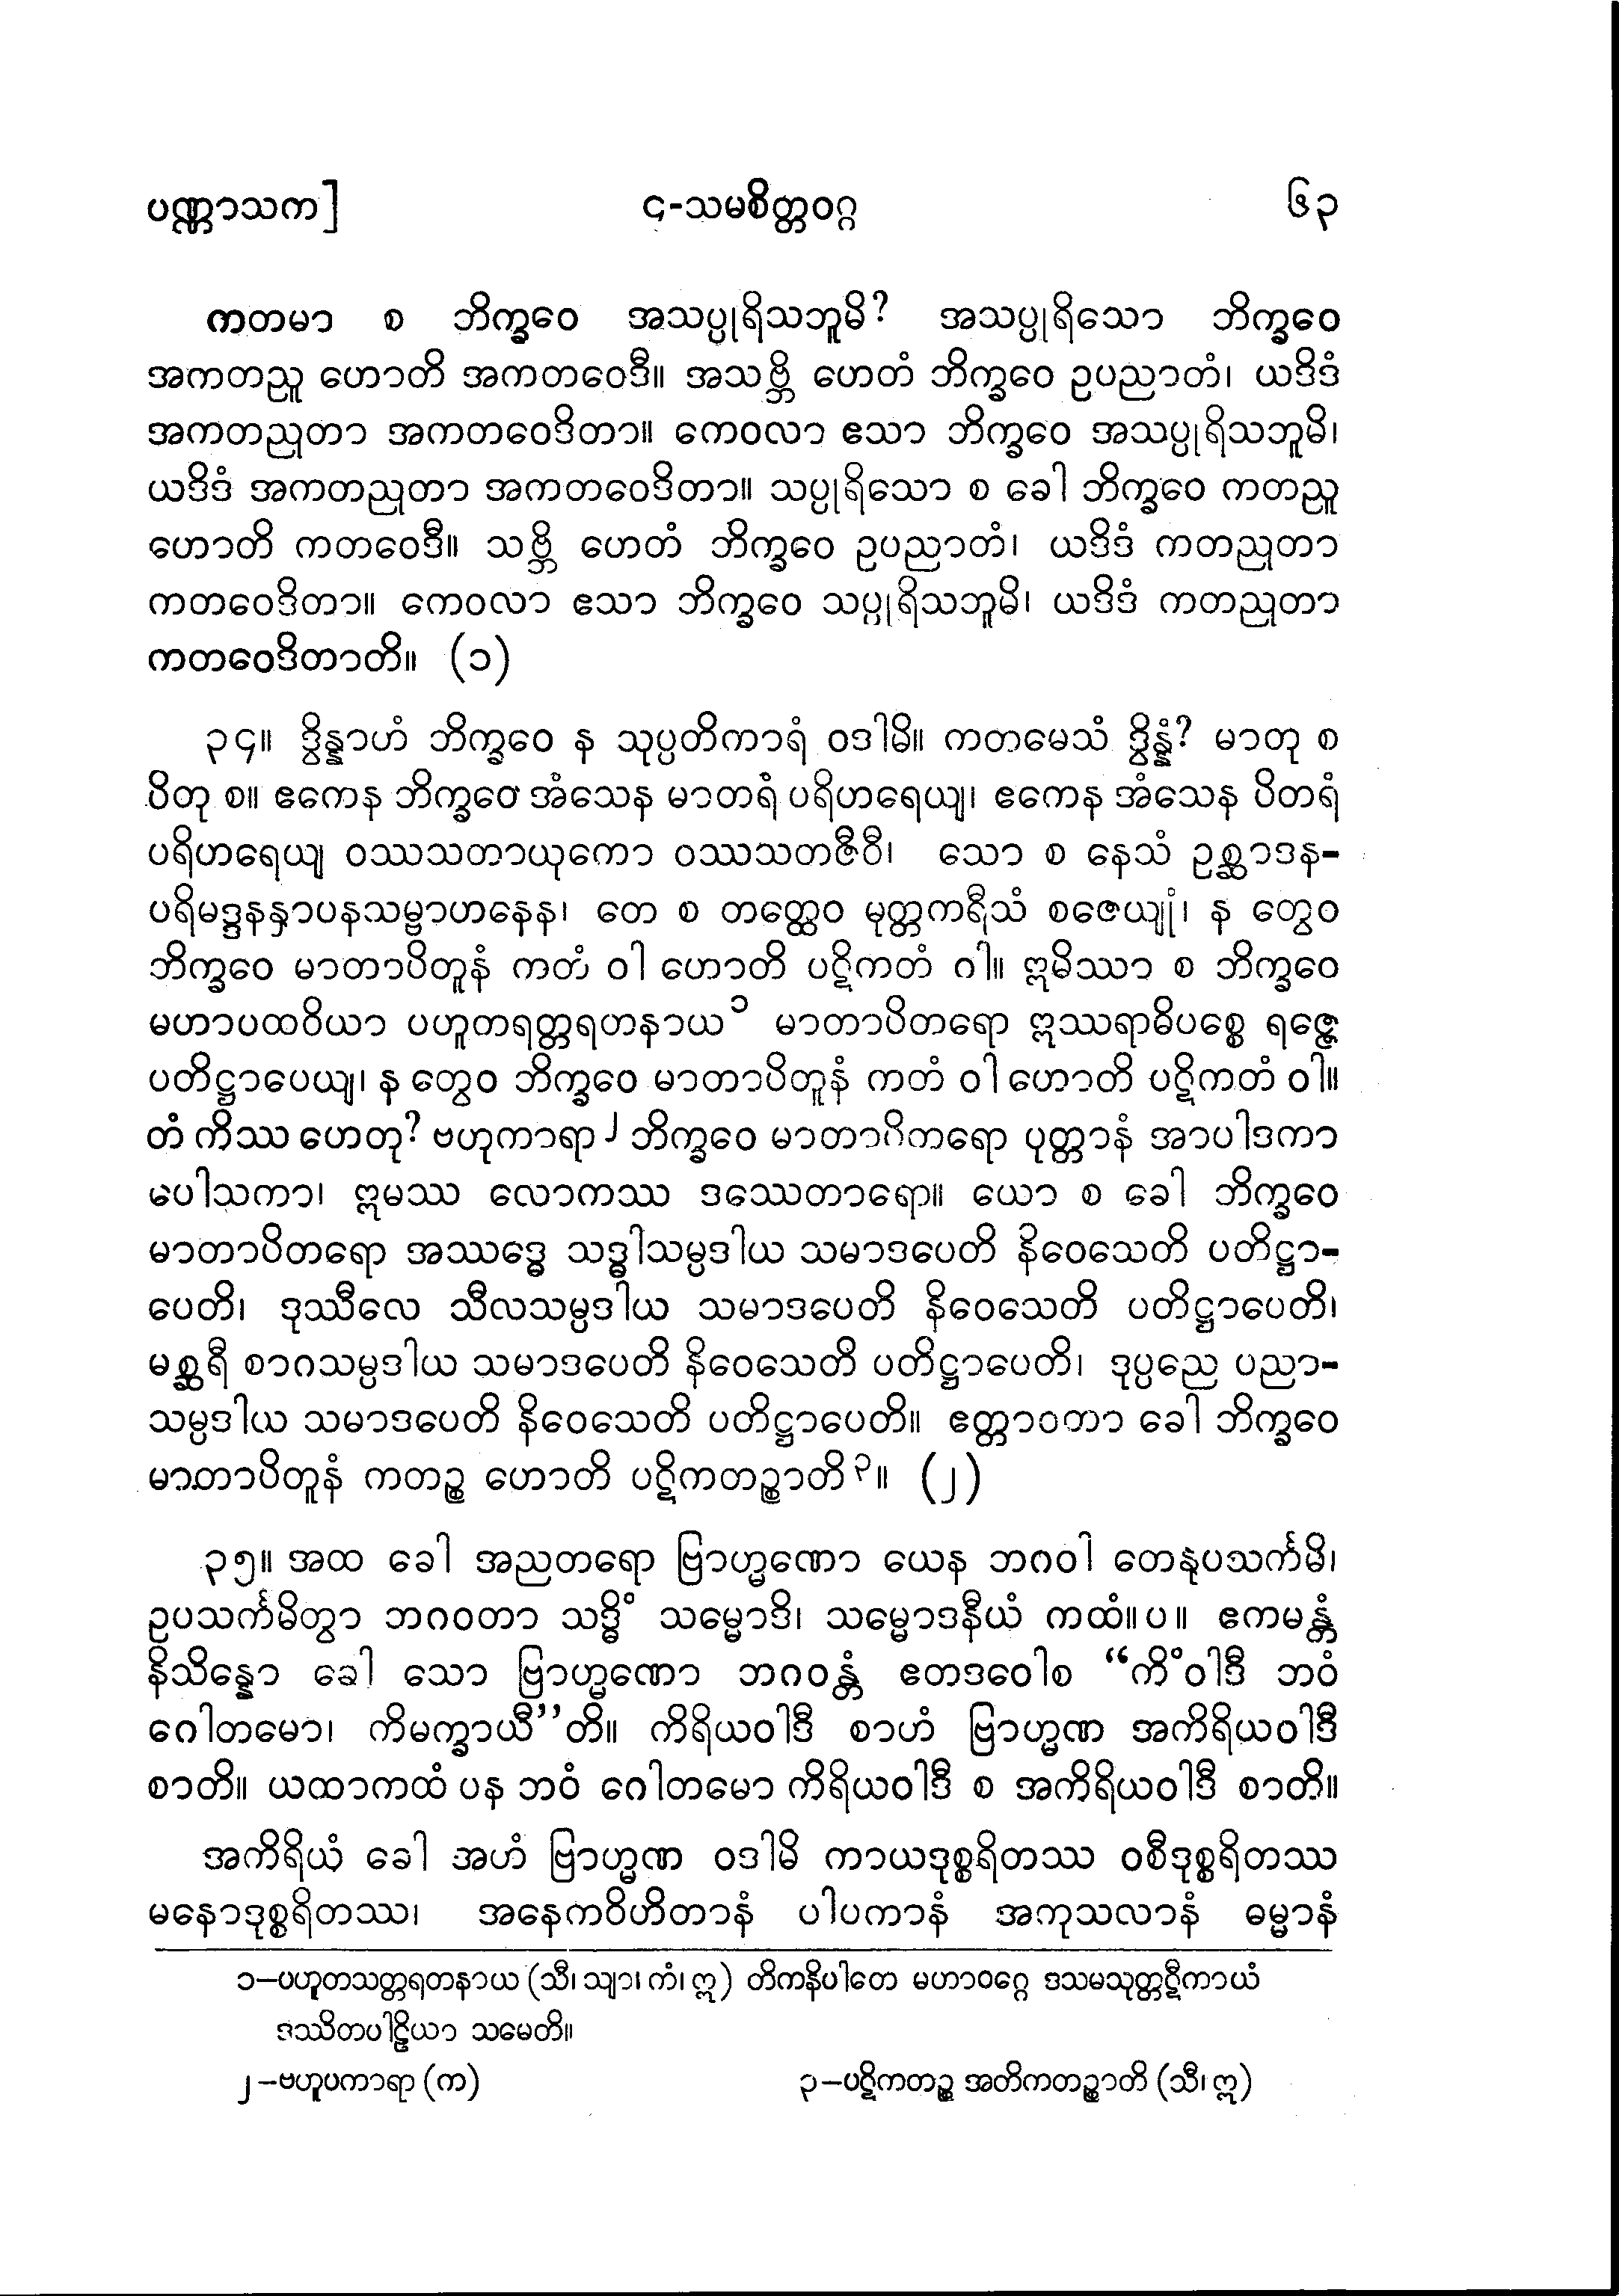 ပဏ္ဏာသက]	၄-သမစိတ္တဝဂ္ဂ	၆၃
ကတမာ စ ဘိက္ခဝေ အသပ္ပုရိသဘူမိ? အသပ္ပုရိသော ဘိက္ခဝေ
အကတညူ ဟောတိ အကတဝေဒီ။ အသဗ္ဘိ ဟေတံ ဘိက္ခဝေ ဥပညာတံ၊ ယဒိဒံ
အကတညုတာ အကတဝေဒိတာ။ ကေဝလာ ဧသာ ဘိက္ခဝေ အသပ္ပုရိသဘူမိ၊
ယဒိဒံ အကတညုတာ အကတဝေဒိတာ။ သပ္ပုရိသော စ ခေါ ဘိက္ခဝေ ကတညူ
ဟောတိ ကတဝေဒီ။ သဗ္ဘိ ဟေတံ ဘိက္ခဝေ ဥပညာတံ၊ ယဒိဒံ ကတညုတာ
ကတဝေဒိတာ။ ကေဝလာ ဧသာ ဘိက္ခဝေ သပ္ပုရိသဘူမိ၊ ယဒိဒံ ကတညုတာ
ကတဝေဒိတာတိ။ (၁)
၃၄။ ဒွိန္နာဟံ ဘိက္ခဝေ န သုပ္ပတိကာရံ ဝဒါမိ။ ကတမေသံ ဒွိန္နံ? မာတု စ
ပိတု စ။ ဧကေန ဘိက္ခဝေ အံသေန မာတရံ ပရိဟရေယျ၊ ဧကေန အံသေန ပိတရံ
ပရိဟရေယျ ဝဿသတာယုကော ဝဿသတဇီဝီ၊ သော စ နေသံ ဥစ္ဆာဒန-
ပရိမဒ္ဒနနှာပနသမ္ဗာဟနေန၊ တေ စ တတ္ထေဝ မုတ္တကရီသံ စဇေယျုံ၊ န တွေဝ
ဘိက္ခဝေ မာတာပိတူနံ ကတံ ဝါ ဟောတိ ပဋိကတံ ဝါ။ ဣမိဿာ စ ဘိက္ခဝေ
မဟာပထဝိယာ ပဟူတရတ္တရတနာယ၁ မာတာပိတရော ဣဿရာဓိပစ္စေ ရဇ္ဇေ
ပတိဋ္ဌာပေယျ၊ န တွေဝ ဘိက္ခဝေ မာတာပိတူနံ ကတံ ဝါ ဟောတိ ပဋိကတံ ဝါ။
တံ ကိဿ ဟေတု? ဗဟုကာရာ၂ ဘိက္ခဝေ မာတာပိတရော ပုတ္တာနံ အာပါဒကာ
ပေါသကာ၊ ဣမဿ လောကဿ ဒဿေတာရော။ ယော စ ခေါ ဘိက္ခဝေ
မာတာပိတရော အဿဒ္ဓေ သဒ္ဓါသမ္ပဒါယ သမာဒပေတိ နိဝေသေတိ ပတိဋ္ဌာ-
ပေတိ၊ ဒုဿီလေ သီလသမ္ပဒါယ သမာဒပေတိ နိဝေသေတိ ပတိဋ္ဌာပေတိ၊
မစ္ဆရီ စာဂသမ္ပဒါယ သမာဒပေတိ နိဝေသေတိ ပတိဋ္ဌာပေတိ၊ ဒုပ္ပညေ ပညာ-
သမ္ပဒါယ သမာဒပေတိ နိဝေသေတိ ပတိဋ္ဌာပေတိ။ ဧတ္တာဝတာ ခေါ ဘိက္ခဝေ
မာတာပိတူနံ ကတဉ္စ ဟောတိ ပဋိကတဉ္စာတိ၃။ (၂)
၃၅။ အထ ခေါ အညတရော ဗြာဟ္မဏော ယေန ဘဂဝါ တေနုပသင်္ကမိ၊
ဥပသင်္ကမိတွာ ဘဂဝတာ သဒ္ဓိံ သမ္မောဒိ၊ သမ္မောဒနီယံ ကထံ။ပ။ ဧကမန္တံ
နိသိန္နော ခေါ သော ဗြာဟ္မဏော ဘဂဝန္တံ ဧတဒဝေါစ “ကိံဝါဒီ ဘဝံ
ဂေါတမော၊ ကိမက္ခာယီ”တိ။ ကိရိယဝါဒီ စာဟံ ဗြာဟ္မဏ အကိရိယဝါဒီ
စာတိ။ ယထာကထံ ပန ဘဝံ ဂေါတမော ကိရိယဝါဒီ စ အကိရိယဝါဒီ စာတိ။
အကိရိယံ ခေါ အဟံ ဗြာဟ္မဏ ဝဒါမိ ကာယဒုစ္စရိတဿ ဝစီဒုစ္စရိတဿ
မနောဒုစ္စရိတဿ၊ အနေကဝိဟိတာနံ ပါပကာနံ အကုသလာနံ ဓမ္မာနံ
၁–ပဟူတသတ္တရတနာယ (သီ၊ သျာ၊ ကံ၊ ဣ) တိကနိပါတေ မဟာဝဂ္ဂေ ဒသမသုတ္တဋီကာယံ
ဒဿိတပါဠိယာ သမေတိ။
၂–ဗဟူပကာရာ (က)	၃–ပဋိကတဉ္စ အတိကတဉ္စာတိ (သီ၊ ဣ)